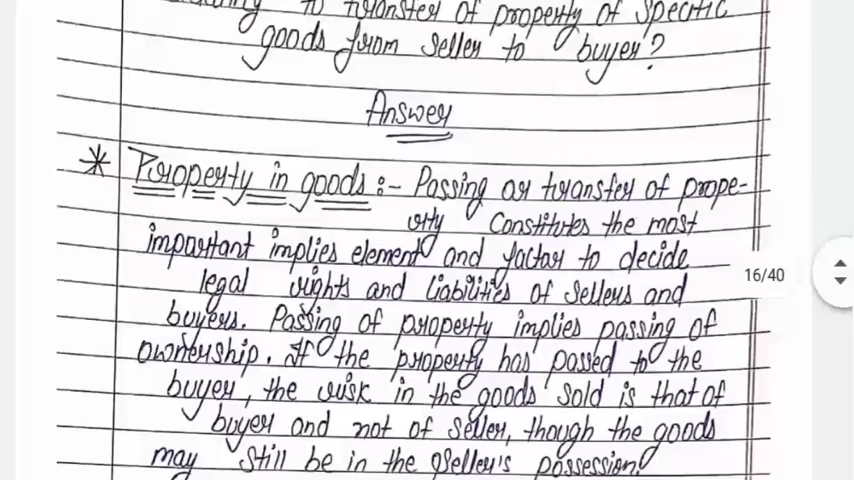 to transfer of property of specific
goods from seller to buyer?
Answer
* Property in goods :- Passing or transfer of prope-
rty Constitutes the most
important implies element and factor to decide
legal rights and liabilities of sellers and
buyers. Passing of property implies passing of
ownership. If the property has passed to the
buyer, the risk in the goods sold is that of
buyer and not of seller, though the goods
may still be in the seller's possession.
16/40